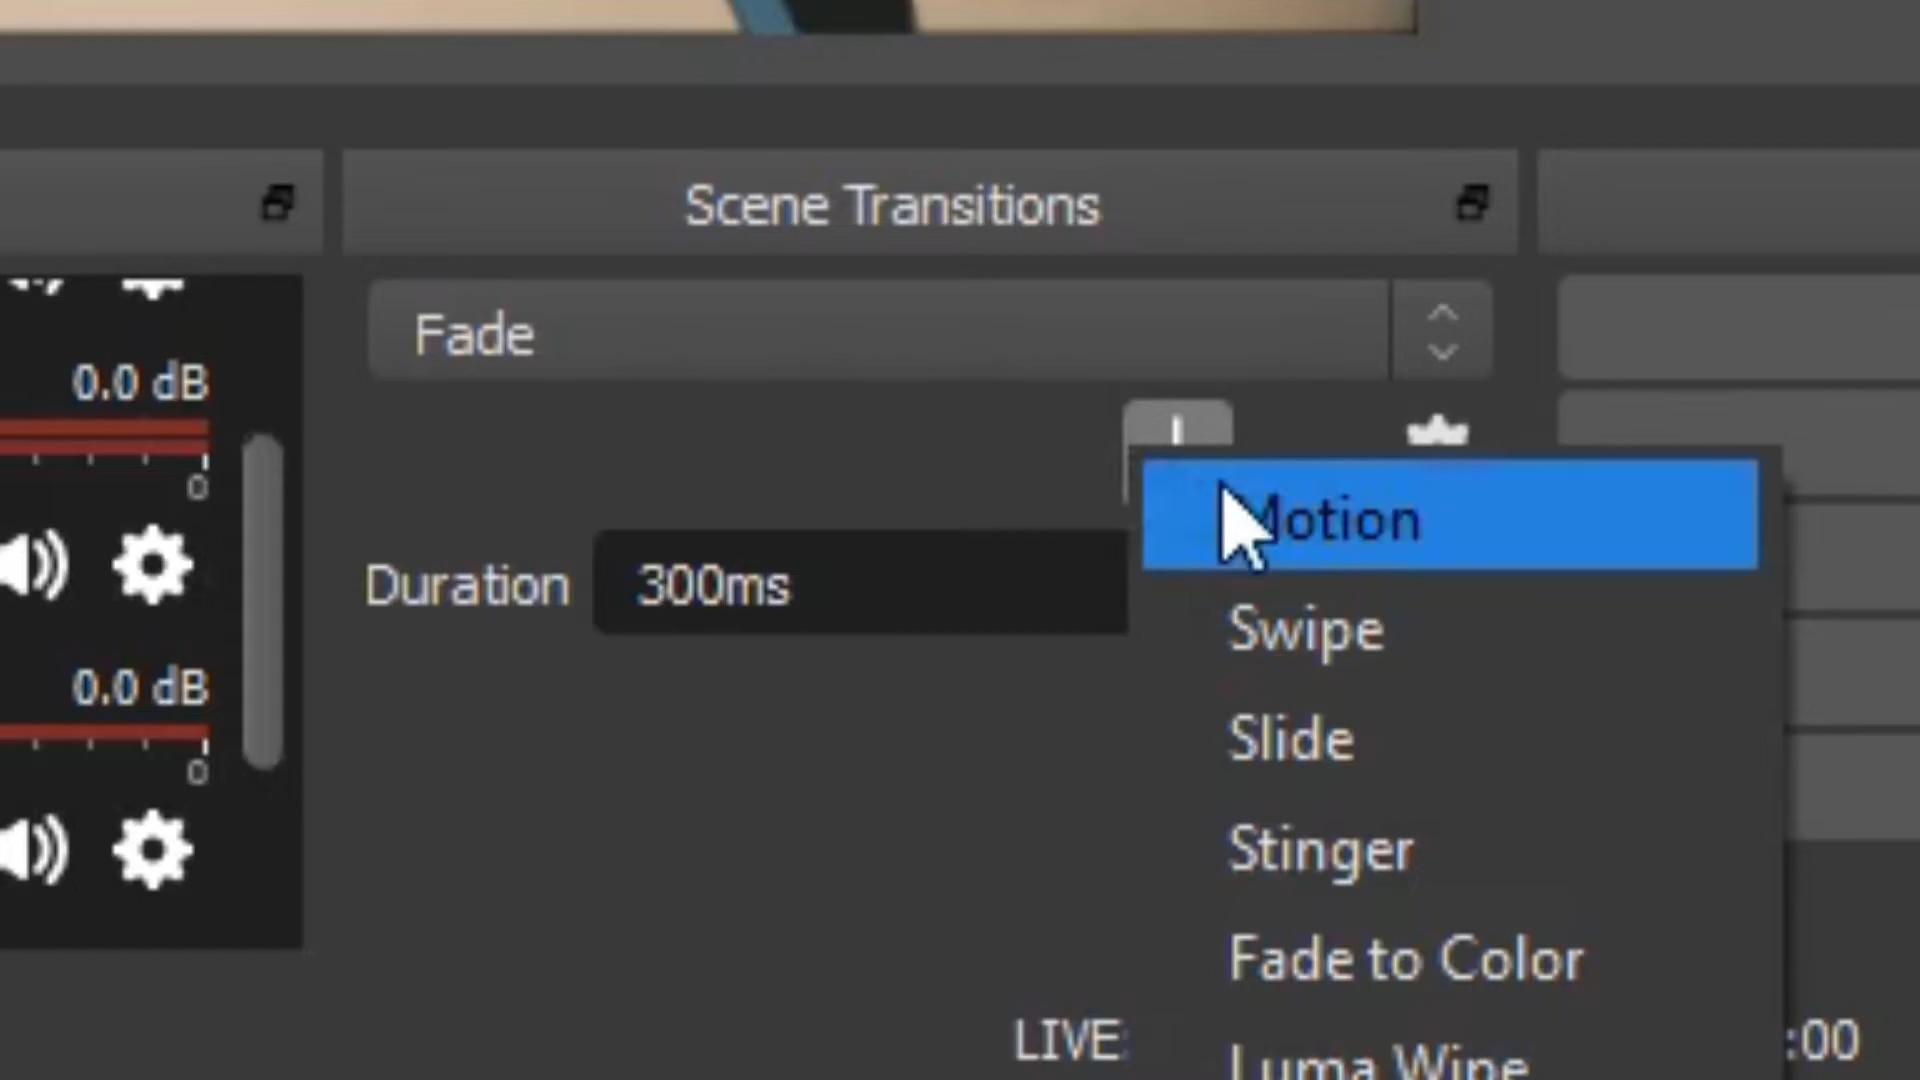 Scene Transitions
Fade
0.0 dB
0
Motion
Duration 300ms
Swipe
0.0 dB
Slide
0
Stinger
Fade to Color
LIVE: :00
Luma Wipe